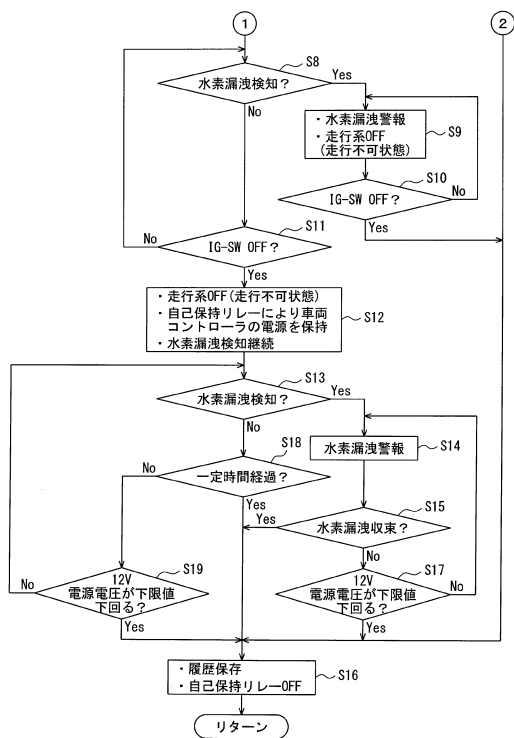 1
2
S8
水素漏洩検知?
Yes
No
・水素漏洩警報
・走行系OFF
(走行不可状態)
S9
S10
IG-SW OFF?
No
Yes
S11
IG-SW OFF?
No
Yes
・走行系OFF(走行不可状態)
・自己保持リレーにより車両
コントローラの電源を保持
・水素漏洩検知継続
S12
S13
水素漏洩検知?
Yes
No
水素漏洩警報
S14
S18
一定時間経過?
No
Yes
S15
水素漏洩収束?
Yes
No
S19
12V
電源電圧が下限値
下回る?
No
Yes
S17
12V
電源電圧が下限値
下回る?
No
Yes
・履歴保存
・自己保持リレーOFF
S16
リターン